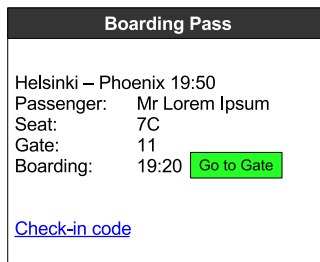 Boarding Pass
Helsinki – Phoenix 19:50
Passenger: Mr Lorem Ipsum
Seat: 7C
Gate: 11
Boarding: 19:20 Go to Gate
Check-in code